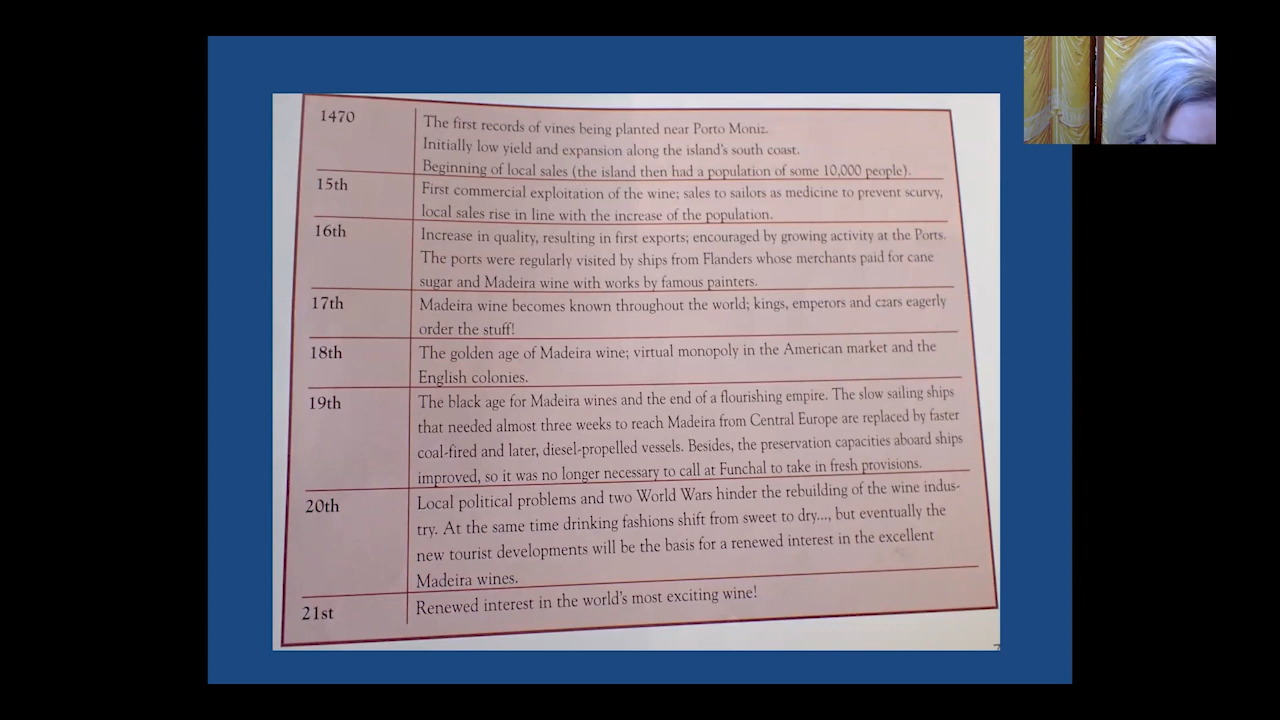 1470
The first records of vines being planted near Porto Moniz.
Initially low yield and expansion along the island's south coast.
Beginning of local sales (the island then had a population of some 10,000 people).
15th
First commercial exploitation of the wine; sales to sailors as medicine to prevent scurvy,
local sales rise in line with the increase of the population.
16th
Increase in quality, resulting in first exports; encouraged by growing activity at the Ports.
The ports were regularly visited by ships from Flanders whose merchants paid for cane
sugar and Madeira wine with works by famous painters.
17th
Madeira wine becomes known throughout the world; kings, emperors and czars eagerly
order the stuff!
18th
The golden age of Madeira wine; virtual monopoly in the American market and the
English colonies.
19th
The black age for Madeira wines and the end of a flourishing empire. The slow sailing ships
that needed almost three weeks to reach Madeira from Central Europe are replaced by faster
coal-fired and later, diesel-propelled vessels. Besides, the preservation capacities aboard ships
improved, so it was no longer necessary to call at Funchal to take in fresh provisions.
20th
Local political problems and two World Wars hinder the rebuilding of the wine indus-
try. At the same time drinking fashions shift from sweet to dry..., but eventually the
new tourist developments will be the basis for a renewed interest in the excellent
Madeira wines.
21st
Renewed interest in the world's most exciting wine!